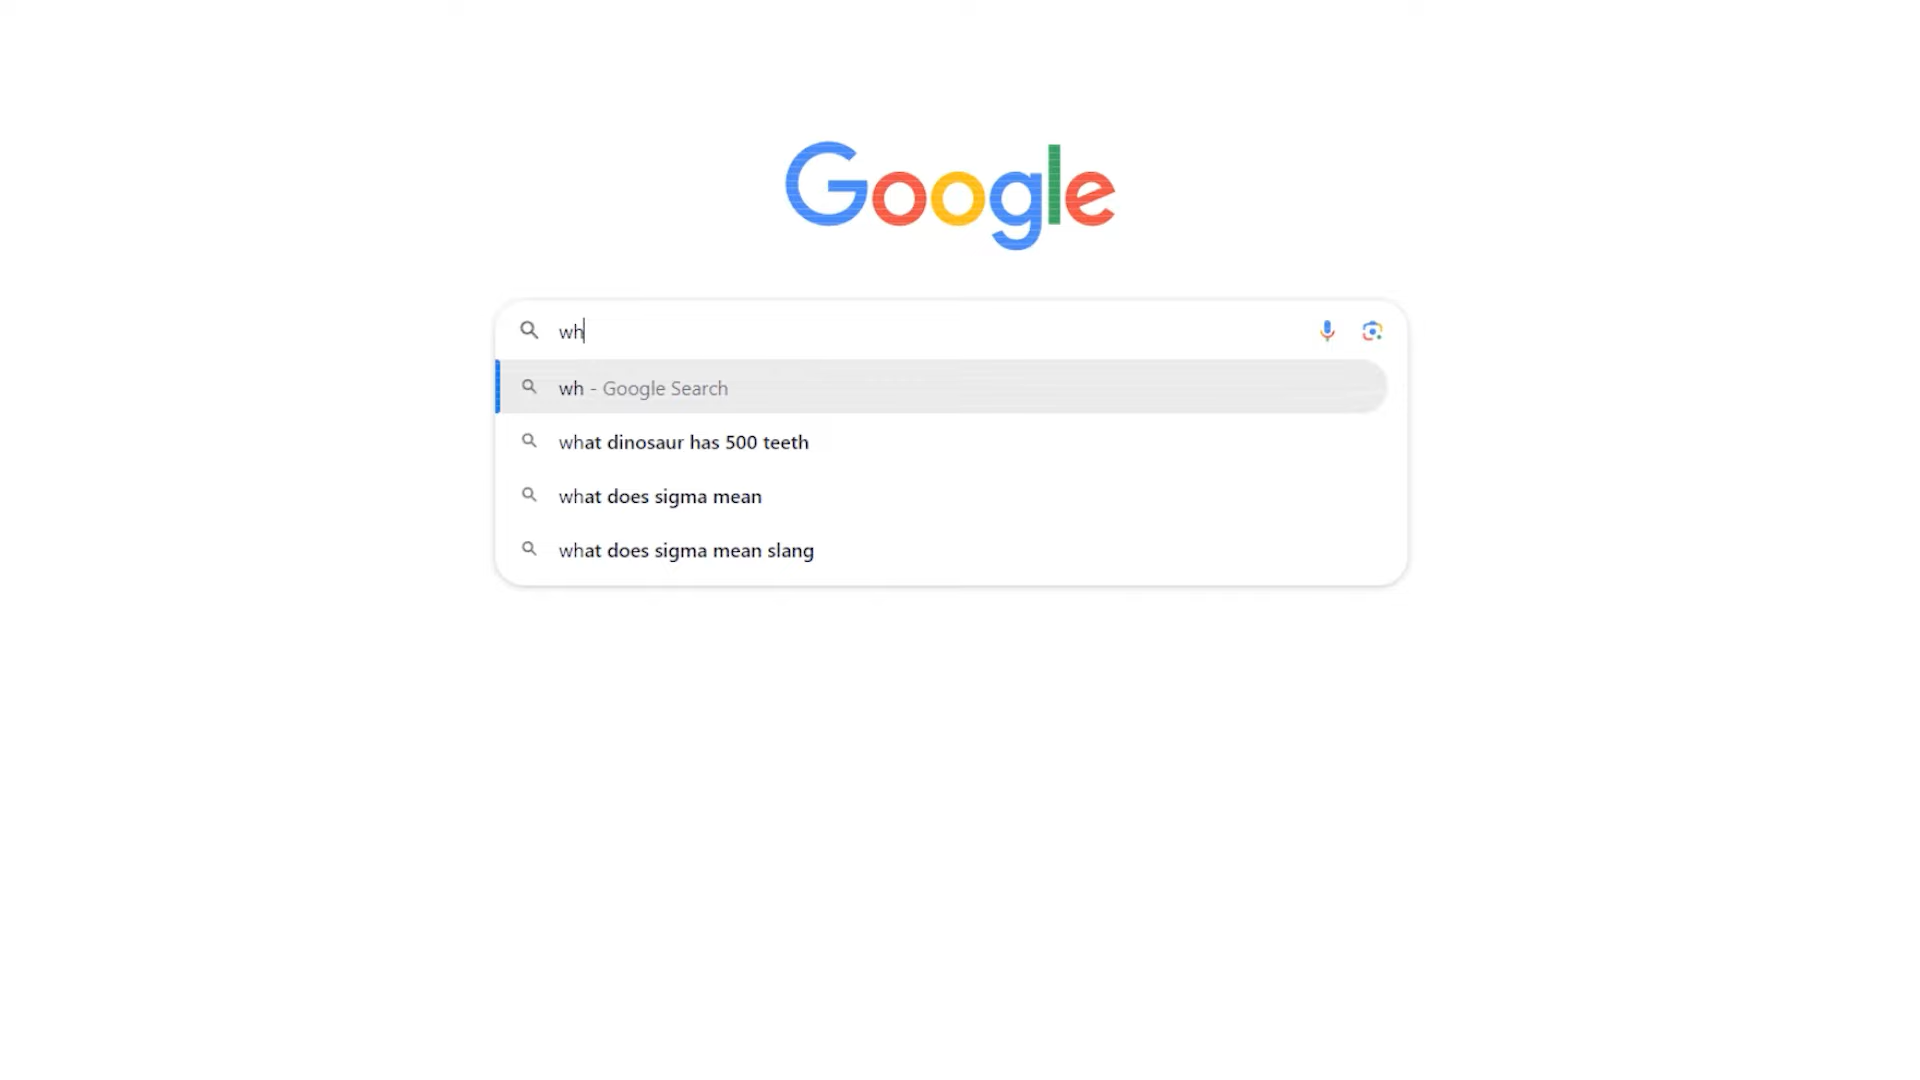 Google
wh
wh - Google Search
what dinosaur has 500 teeth
what does sigma mean
what does sigma mean slang